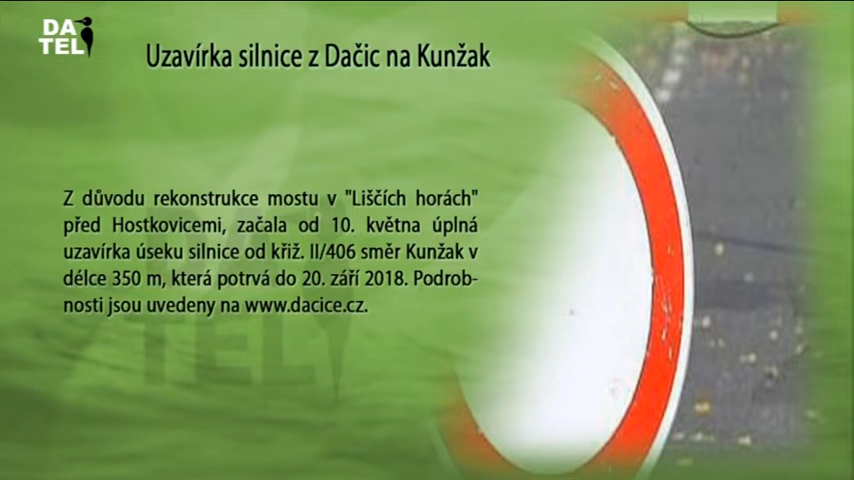 DA
TEL
Uzavírka silnice z Dačic na Kunžak
Z důvodu rekonstrukce mostu v "Liščích horách"
před Hostkovicemi, začala od 10. května úplná
uzavírka úseku silnice od křiž. II/406 směr Kunžak v
délce 350 m, která potrvá do 20. září 2018. Podrob-
nosti jsou uvedeny na www.dacice.cz.
TEL